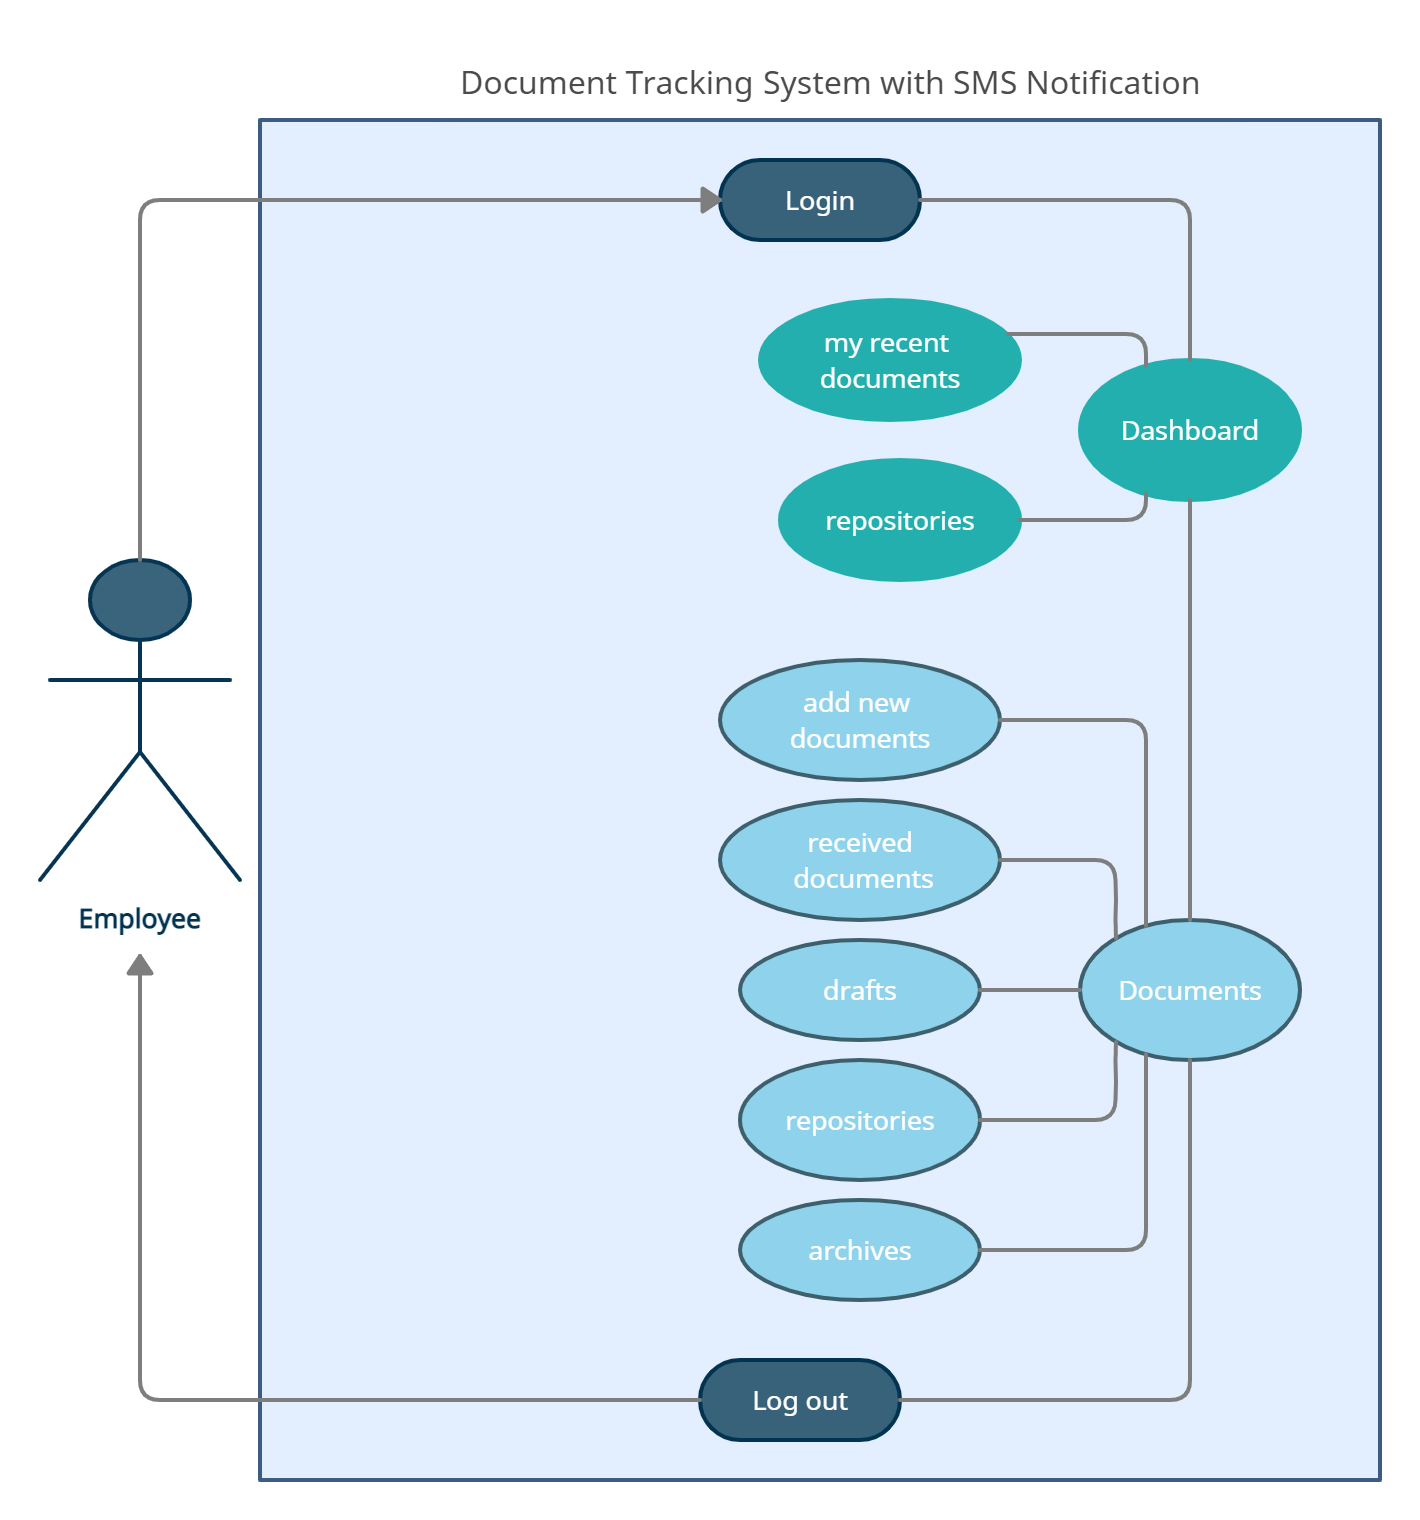 Document Tracking System with SMS Notification
Login
my recent
documents
Dashboard
repositories
add new
documents
received
documents
Employee
drafts
Documents
repositories
archives
Log out